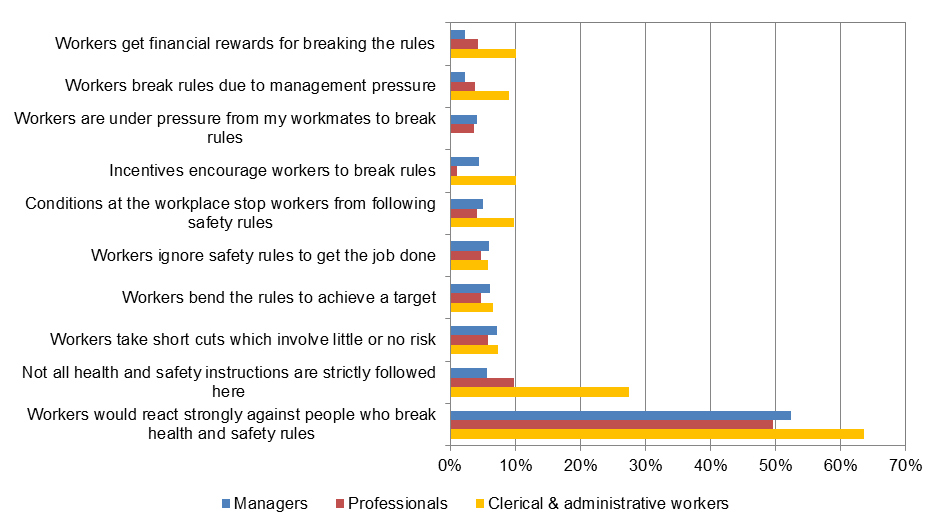 Workers get financial rewards for breaking the rules
Workers break rules due to management pressure
Workers are under pressure from my workmates to break
rules
Incentives encourage workers to break rules
Conditions at the workplace stop workers from following
safety rules
Workers ignore safety rules to get the job done
Workers bend the rules to achieve a target
Workers take short cuts which involve little or no risk
Not all health and safety instructions are strictly followed
here
Workers would react strongly against people who break
health and safety rules
0% 10% 20% 30% 40% 50% 60% 70%
Managers Professionals Clerical & administrative workers